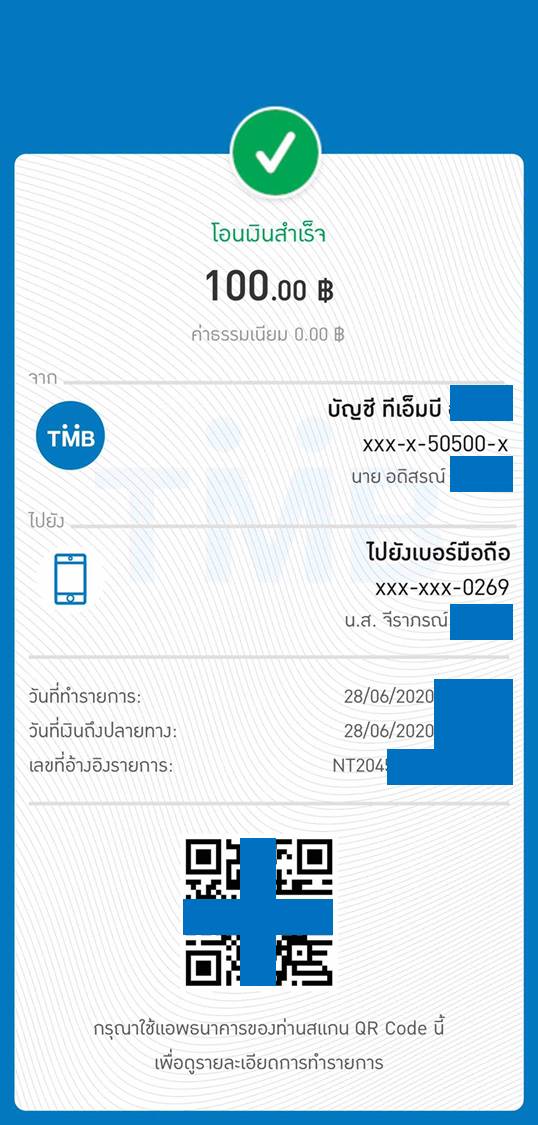 โอนเงินสำเร็จ
100.00 ฿
ค่าธรรมเนียม 0.00 ฿
จาก
TMB
บัญชี ทีเอ็มบี
xxx-x-50500-x
นาย อดิสรณ์
ไปยัง
ไปยังเบอร์มือถือ
xxx-xxx-0269
น.ส. จีราภรณ์
วันที่ทำรายการ: 28/06/2020
วันที่เงินถึงปลายทาง: 28/06/2020
เลขที่อ้างอิงรายการ: NT2045
กรุณาใช้แอพธนาคารของท่านสแกน QR Code นี้
เพื่อดูรายละเอียดการทำรายการ